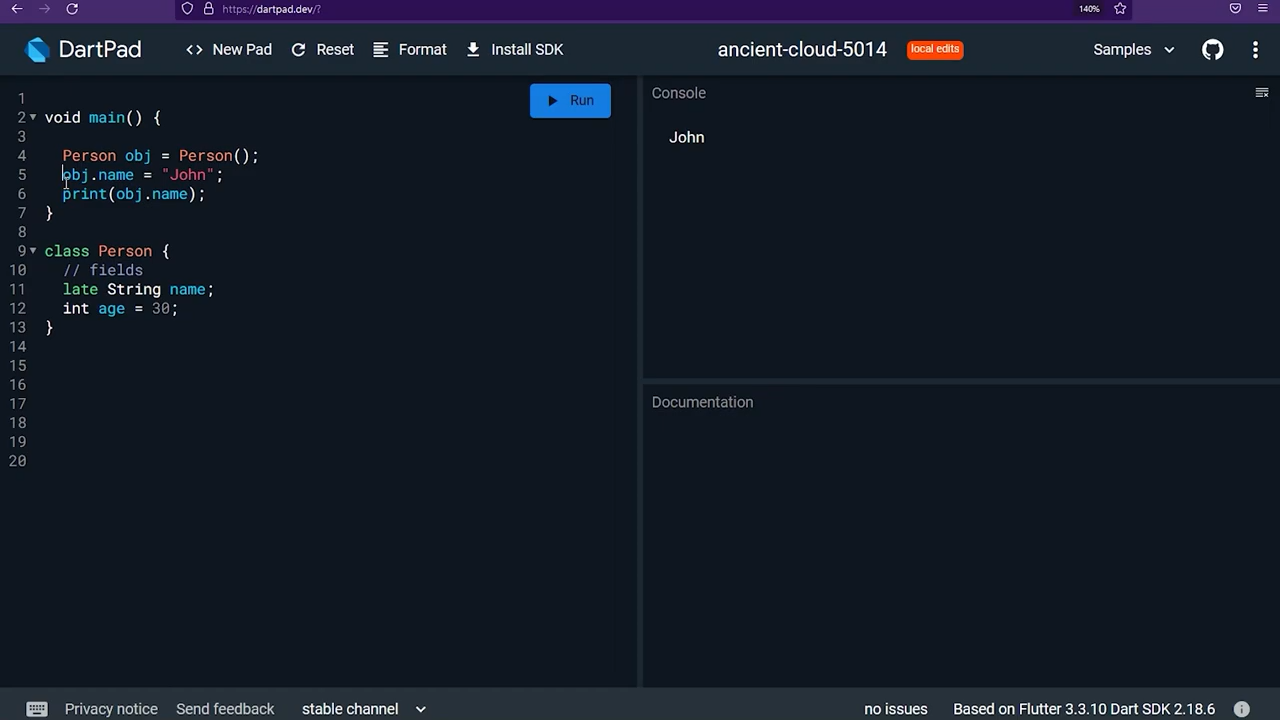 https://dartpad.dev/?
140%
DartPad
<> New Pad
Reset
Format
Install SDK
ancient-cloud-5014
local edits
Samples
Run
1
2 void main() {
3
4 Person obj = Person();
5 obj.name = "John";
6 print(obj.name);
7 }
8
9 class Person {
10 // fields
11 late String name;
12 int age = 30;
13 }
14
15
16
17
18
19
20
Console
John
Documentation
Privacy notice
Send feedback
stable channel
no issues
Based on Flutter 3.3.10 Dart SDK 2.18.6